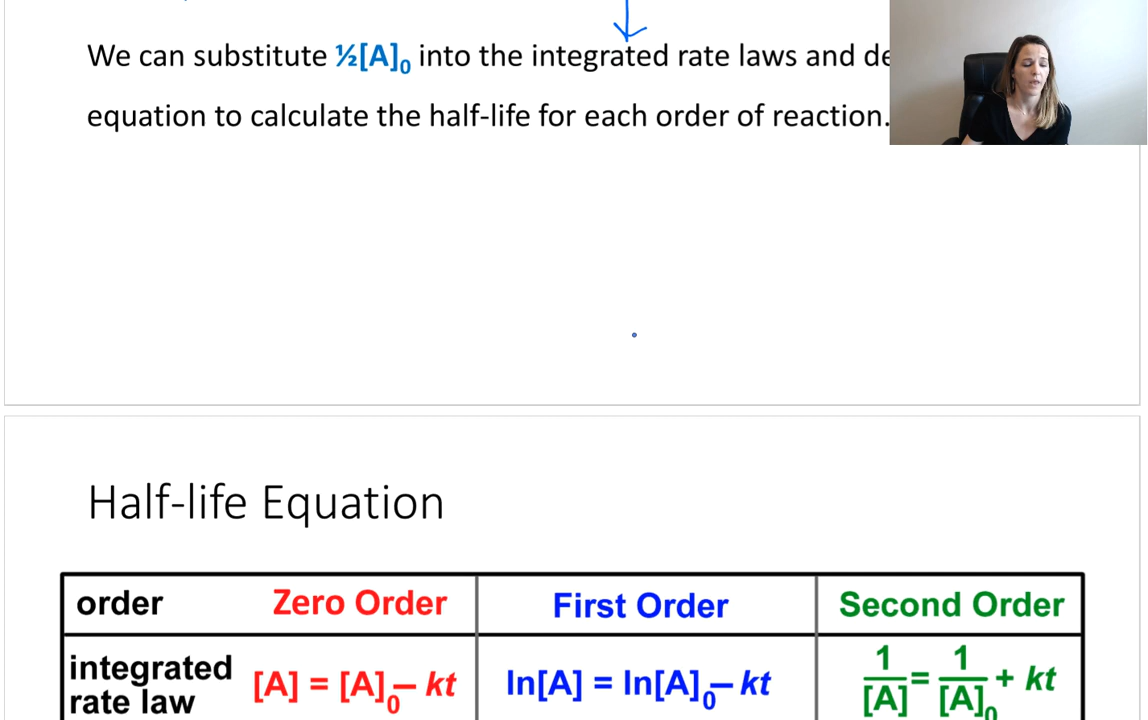 We can substitute ½[A]₀ into the integrated rate laws and
equation to calculate the half-life for each order of reaction.
Half-life Equation
order Zero Order First Order Second Order
integrated rate law [A] = [A]₀ – kt ln[A] = ln[A]₀ – kt 1/[A] = 1/[A]₀ + kt